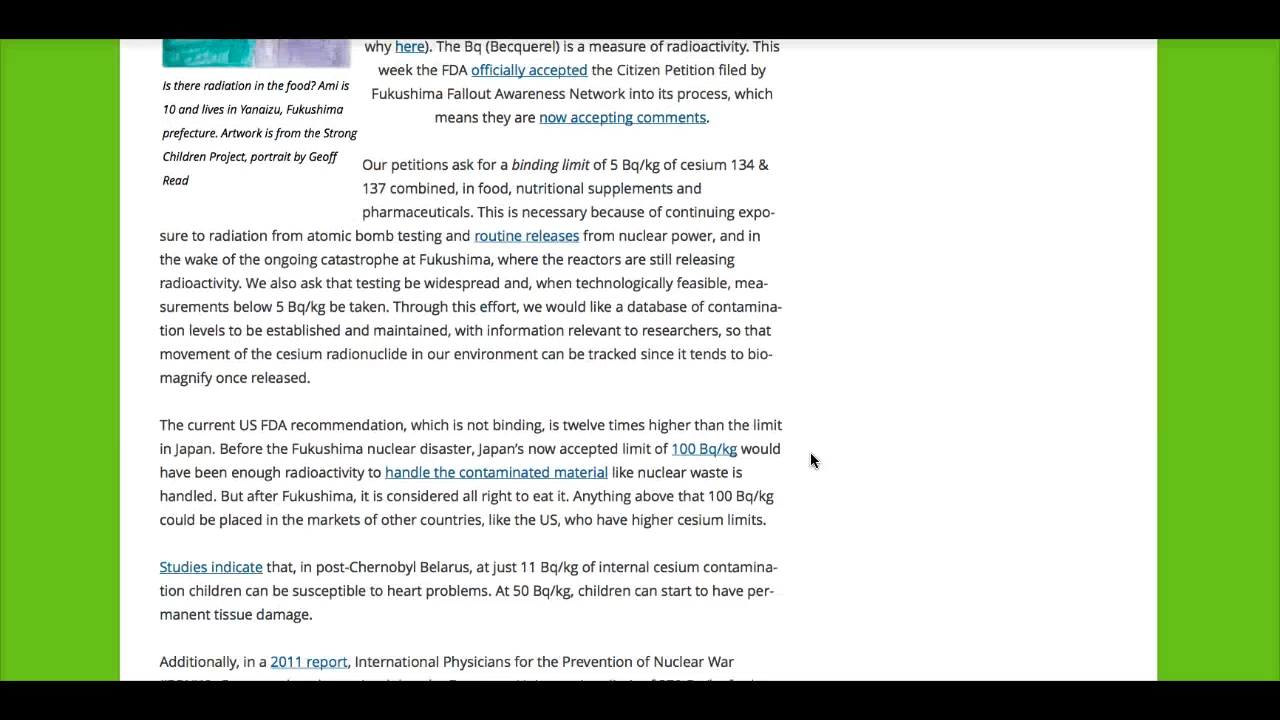 why here). The Bq (Becquerel) is a measure of radioactivity. This
week the FDA officially accepted the Citizen Petition filed by
Fukushima Fallout Awareness Network into its process, which
means they are now accepting comments.
Is there radiation in the food? Ami is
10 and lives in Yanaizu, Fukushima
prefecture. Artwork is from the Strong
Children Project, portrait by Geoff
Read
Our petitions ask for a binding limit of 5 Bq/kg of cesium 134 &
137 combined, in food, nutritional supplements and
pharmaceuticals. This is necessary because of continuing expo-
sure to radiation from atomic bomb testing and routine releases from nuclear power, and in
the wake of the ongoing catastrophe at Fukushima, where the reactors are still releasing
radioactivity. We also ask that testing be widespread and, when technologically feasible, mea-
surements below 5 Bq/kg be taken. Through this effort, we would like a database of contamina-
tion levels to be established and maintained, with information relevant to researchers, so that
movement of the cesium radionuclide in our environment can be tracked since it tends to bio-
magnify once released.
The current US FDA recommendation, which is not binding, is twelve times higher than the limit
in Japan. Before the Fukushima nuclear disaster, Japan's now accepted limit of 100 Bq/kg would
have been enough radioactivity to handle the contaminated material like nuclear waste is
handled. But after Fukushima, it is considered all right to eat it. Anything above that 100 Bq/kg
could be placed in the markets of other countries, like the US, who have higher cesium limits.
Studies indicate that, in post-Chernobyl Belarus, at just 11 Bq/kg of internal cesium contamina-
tion children can be susceptible to heart problems. At 50 Bq/kg, children can start to have per-
manent tissue damage.
Additionally, in a 2011 report, International Physicians for the Prevention of Nuclear War